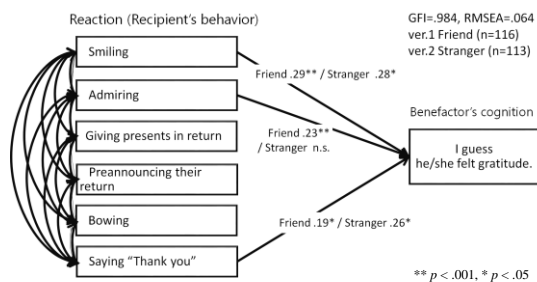 Reaction (Recipient's behavior)
GFI=.984, RMSEA=.064
ver.1 Friend (n=116)
ver.2 Stranger (n=113)
Smiling
Friend .29** / Stranger .28*
Admiring
Benefactor's cognition
Giving presents in return
Friend .23**
/ Stranger n.s.
I guess
he/she felt gratitude.
Preannouncing their
return
Bowing
Friend .19* / Stranger .26*
Saying "Thank you"
** p < .001, * p < .05